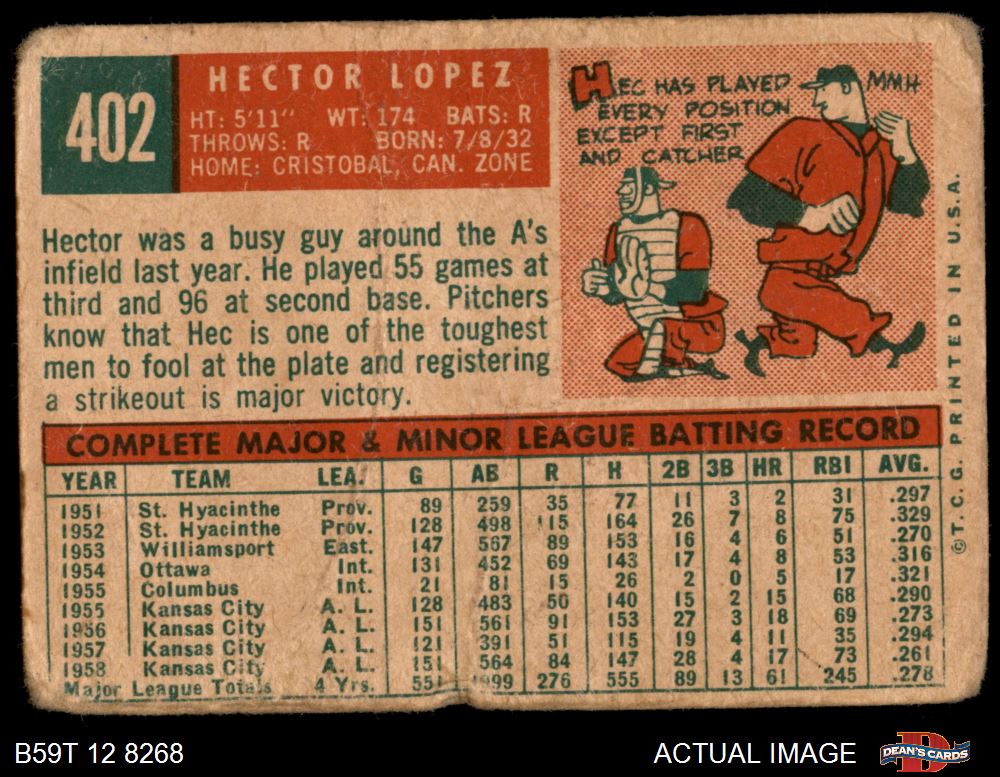 402
HECTOR LOPEZ
HT: 5'11" WT: 174 BATS: R
THROWS: R BORN: 7/8/32
HOME: CRISTOBAL, CAN. ZONE
HEC HAS PLAYED
EVERY POSITION
EXCEPT FIRST
AND CATCHER
MMH
Hector was a busy guy around the A's
infield last year. He played 55 games at
third and 96 at second base. Pitchers
know that Hec is one of the toughest
men to fool at the plate and registering
a strikeout is major victory.
COMPLETE MAJOR & MINOR LEAGUE BATTING RECORD
YEAR TEAM LEA. G AB R H 2B 3B HR RBI AVG.
1951 St. Hyacinthe Prov. 89 259 35 77 11 3 2 31 .297
1952 St. Hyacinthe Prov. 128 498 115 164 26 7 8 75 .329
1953 Williamsport East. 147 567 89 153 16 4 6 51 .270
1954 Ottawa Int. 131 452 69 143 17 4 8 53 .316
1955 Columbus Int. 21 81 15 26 2 0 5 17 .321
1955 Kansas City A. L. 128 483 50 140 15 2 15 68 .290
1956 Kansas City A. L. 151 561 91 153 27 3 18 69 .273
1957 Kansas City A. L. 121 391 51 115 19 4 11 35 .294
1958 Kansas City A. L. 151 564 84 147 28 4 17 73 .261
Major League Totals 4 Yrs. 551 1999 276 555 89 13 61 245 .278
© T. C. G. PRINTED IN U.S.A.
B59T 12 8268
ACTUAL IMAGE
DEAN'S CARDS